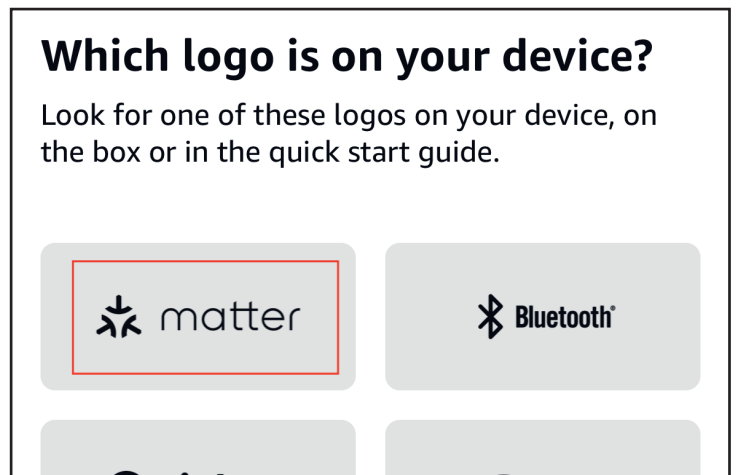 Which logo is on your device?
Look for one of these logos on your device, on
the box or in the quick start guide.
matter
Bluetooth®